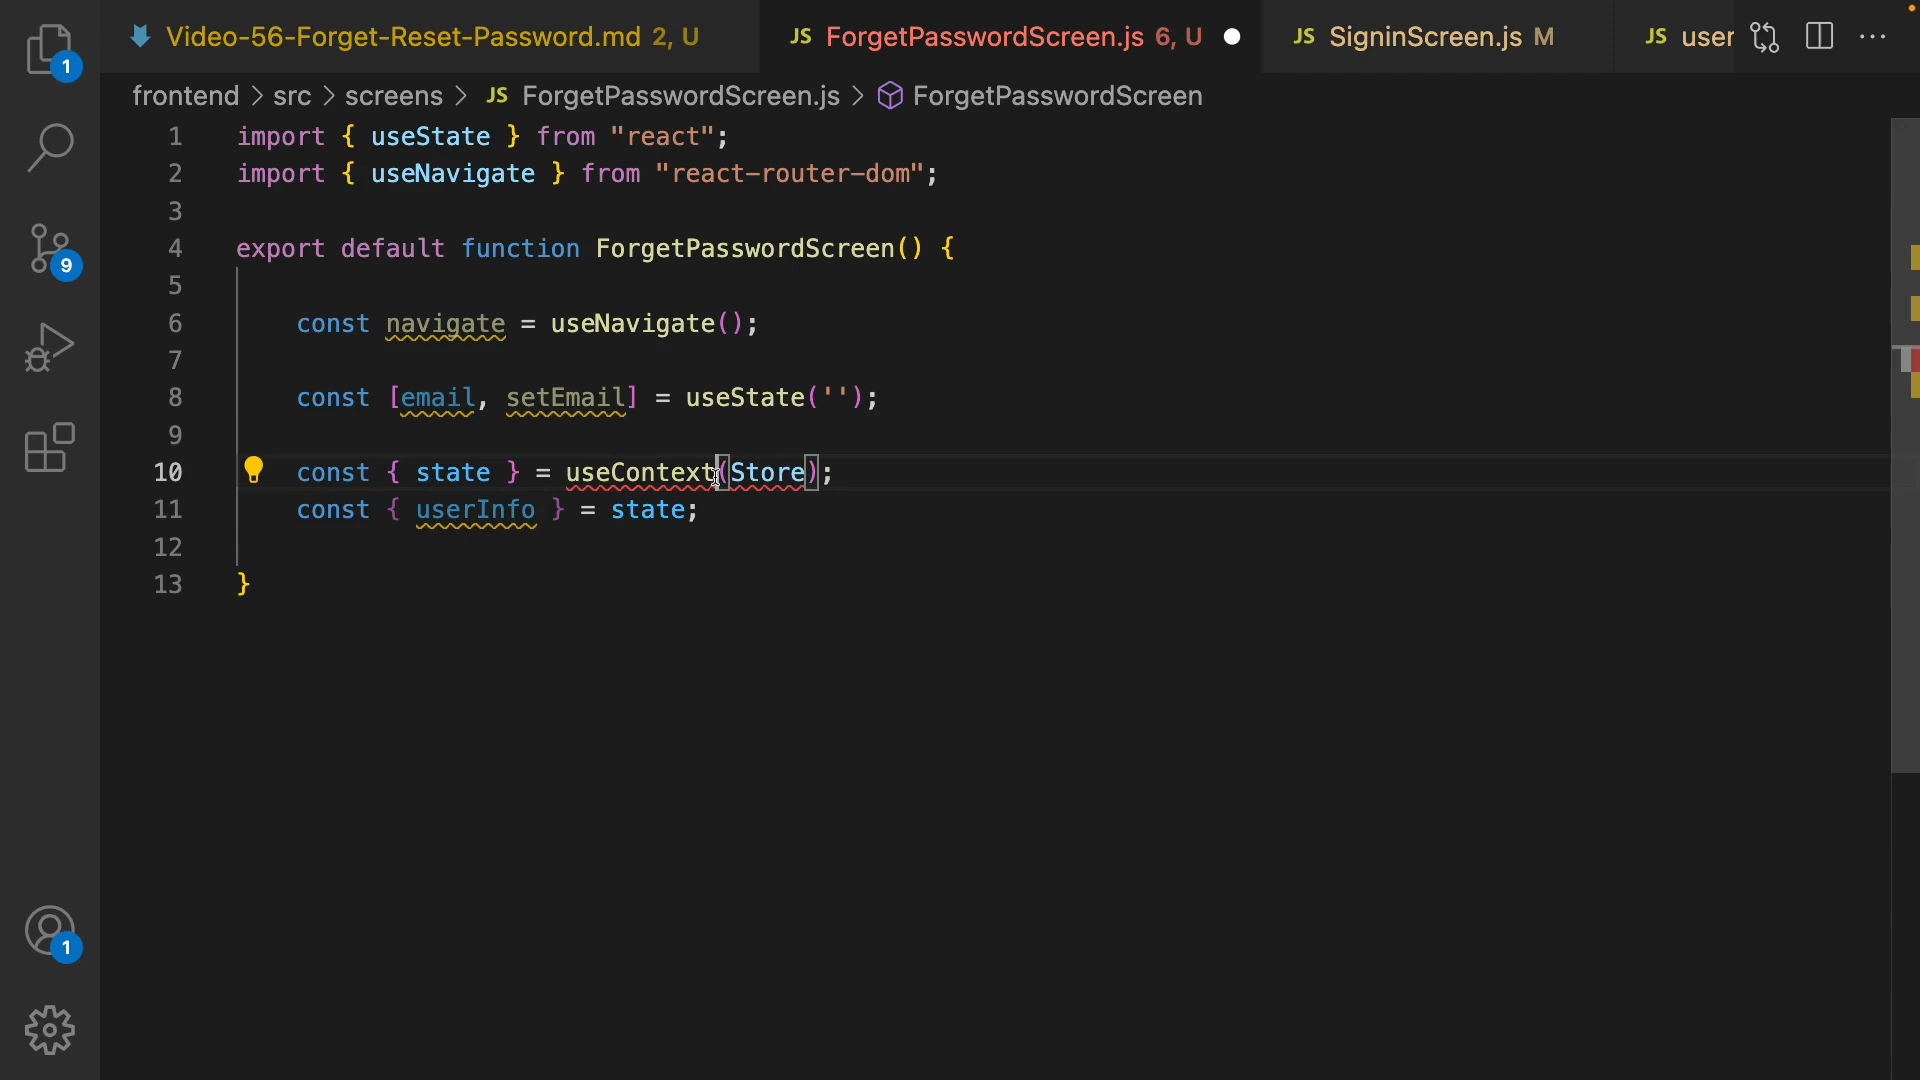 Video-56-Forget-Reset-Password.md 2, U JS ForgetPasswordScreen.js 6, U JS SigninScreen.js M JS user
1 frontend > src > screens > JS ForgetPasswordScreen.js > ForgetPasswordScreen
1 import { useState } from "react";
2 import { useNavigate } from "react-router-dom";
3
4 export default function ForgetPasswordScreen() {
9 5
6 const navigate = useNavigate();
7
8 const [email, setEmail] = useState('');
9
10 const { state } = useContext(Store);
11 const { userInfo } = state;
12
13 }
1